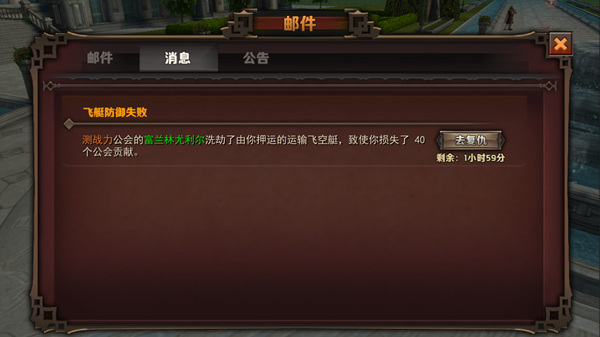 邮件
邮件 消息 公告
飞艇防御失败
测战力公会的富兰林尤利尔洗劫了由你押运的运输飞空艇，致使你损失了 40
个公会贡献。
去复仇
剩余：1小时59分